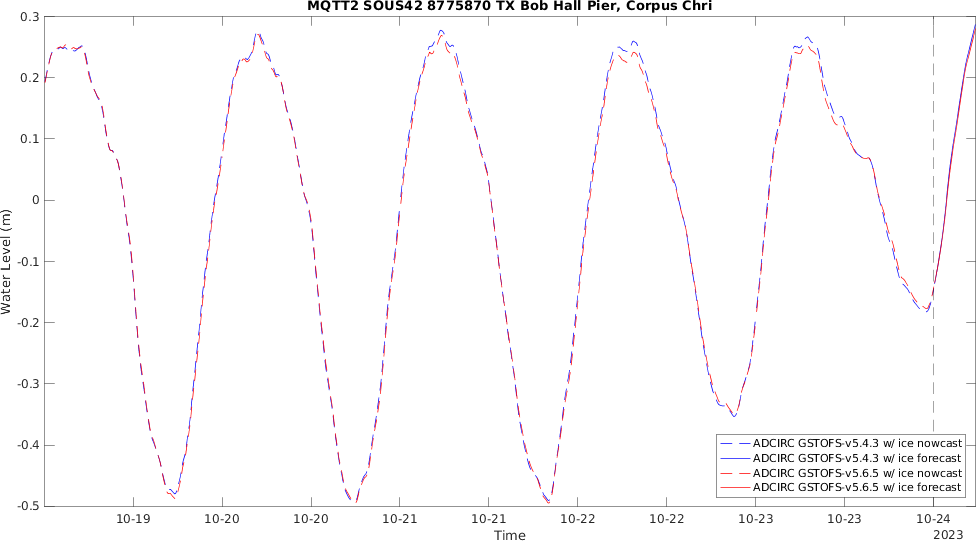 MQTT2 SOUS42 8775870 TX Bob Hall Pier, Corpus Chri
0.3
0.2
0.1
0
-0.1
-0.2
-0.3
-0.4
-0.5
Water Level (m)
10-19
10-20
10-20
10-21
10-21
10-22
10-22
10-23
10-23
10-24
2023
Time
ADCIRC GSTOFS-v5.4.3 w/ ice nowcast
ADCIRC GSTOFS-v5.4.3 w/ ice forecast
ADCIRC GSTOFS-v5.6.5 w/ ice nowcast
ADCIRC GSTOFS-v5.6.5 w/ ice forecast